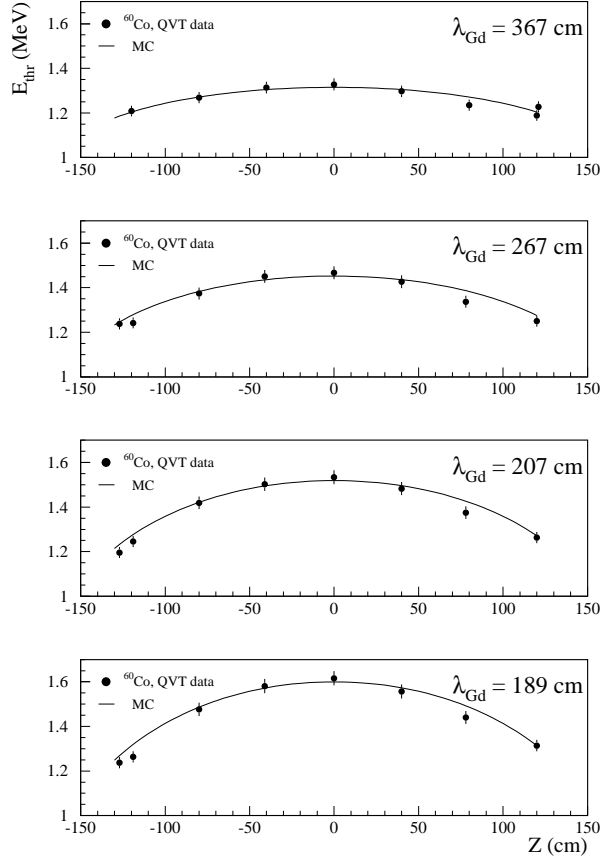 E_thr (MeV)
1.6
1.4
1.2
1
⁶⁰Co, QVT data
MC
λ_Gd = 367 cm
-150 -100 -50 0 50 100 150
1.6
1.4
1.2
1
⁶⁰Co, QVT data
MC
λ_Gd = 267 cm
-150 -100 -50 0 50 100 150
1.6
1.4
1.2
1
⁶⁰Co, QVT data
MC
λ_Gd = 207 cm
-150 -100 -50 0 50 100 150
1.6
1.4
1.2
1
⁶⁰Co, QVT data
MC
λ_Gd = 189 cm
-150 -100 -50 0 50 100 150
Z (cm)